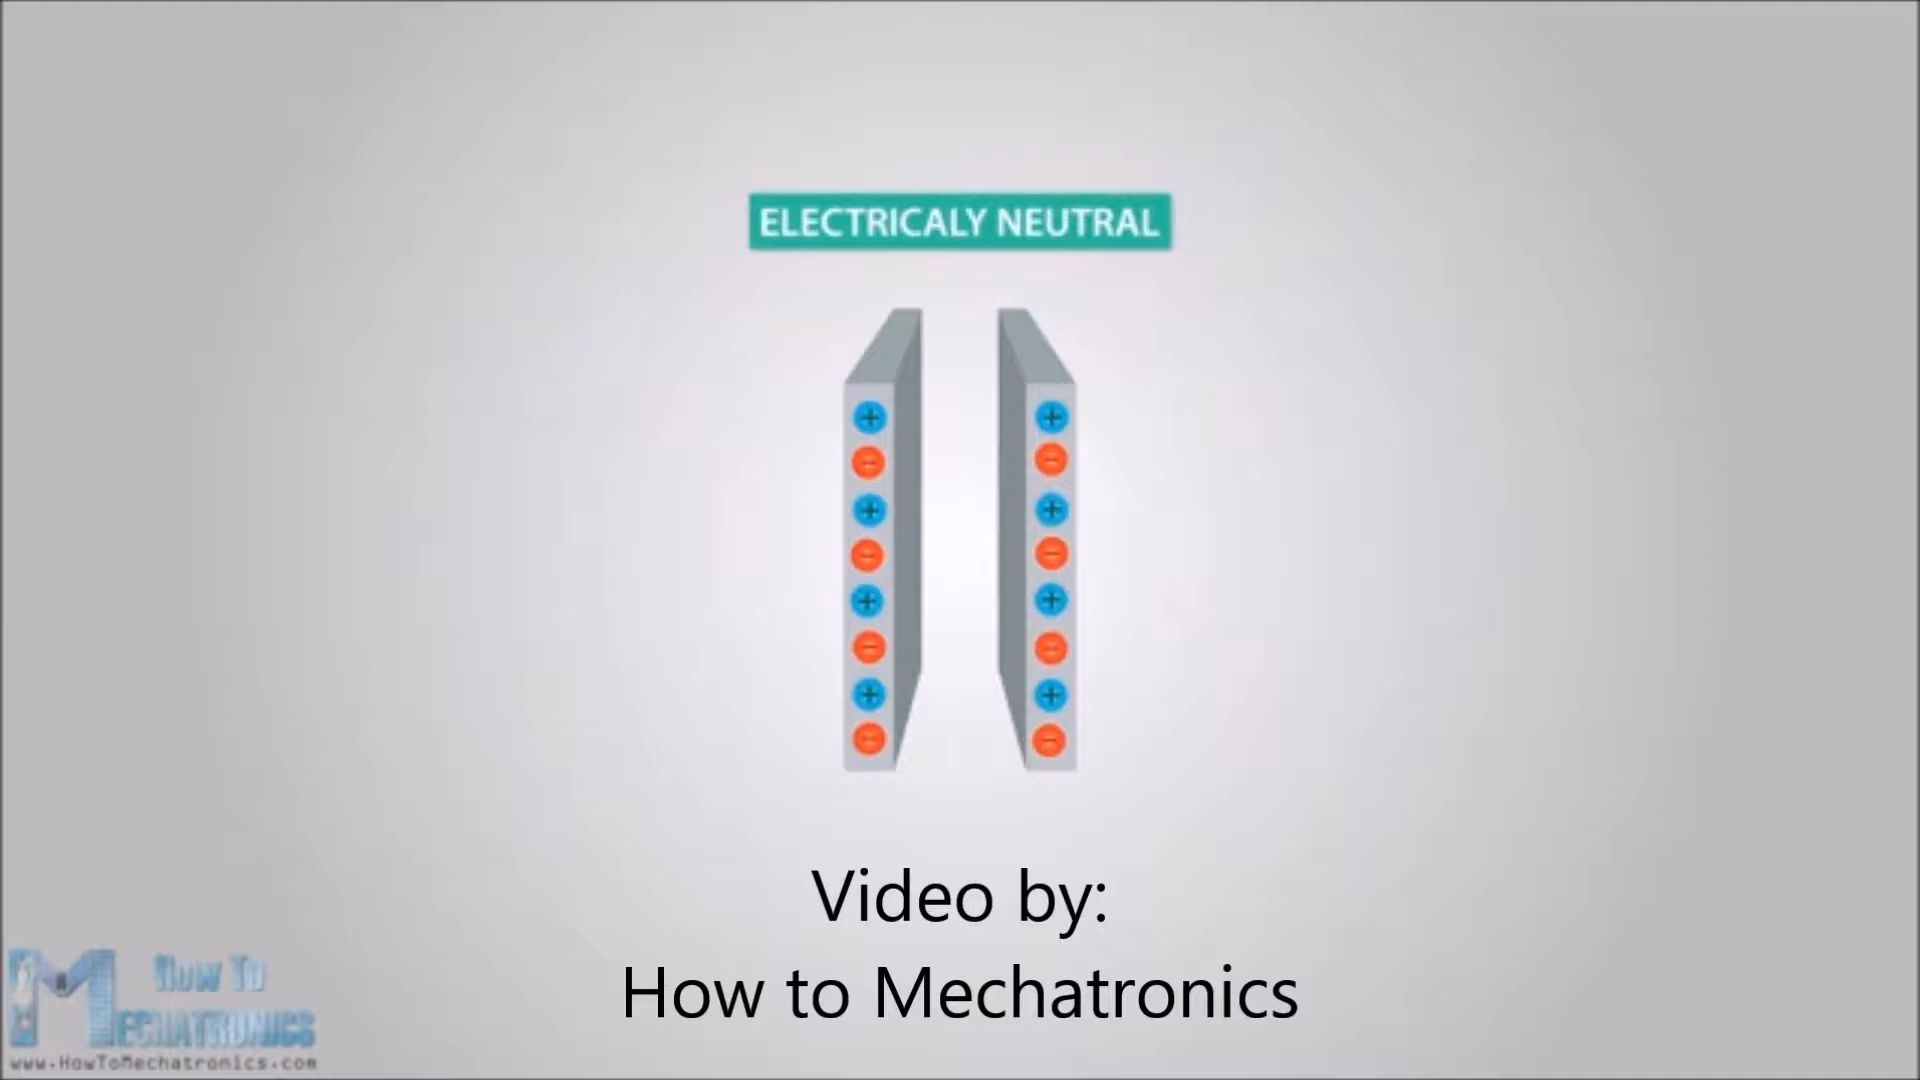 ELECTRICALY NEUTRAL
Video by:
How to Mechatronics
How To
MECHATRONICS
www.HowToMechatronics.com